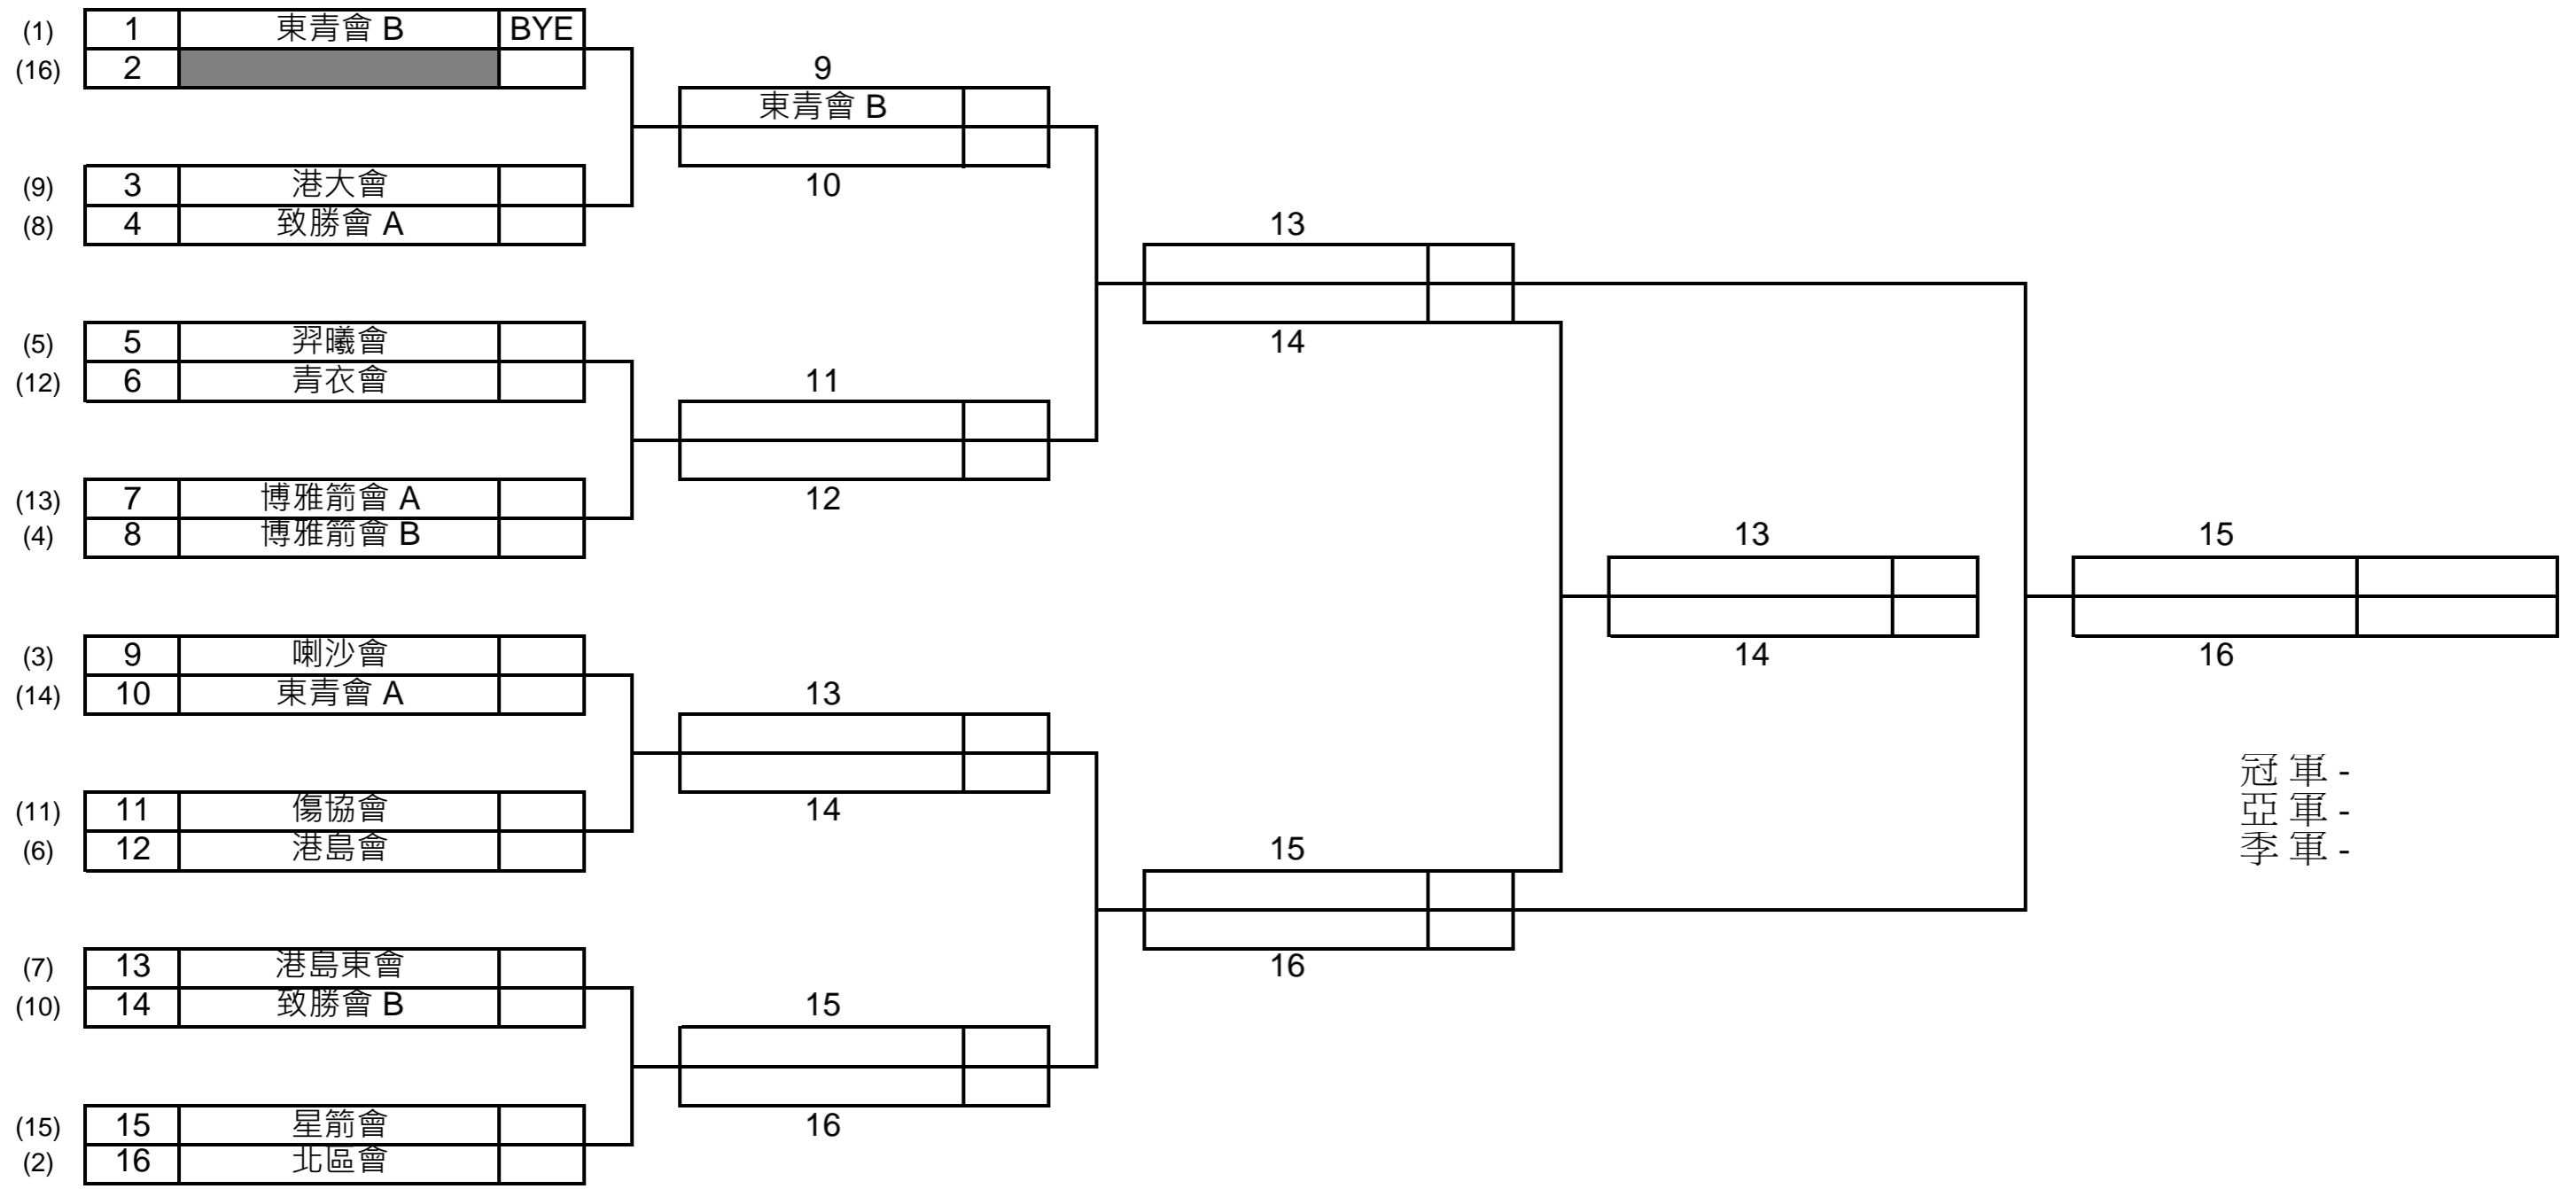 (1) 1 東青會 B BYE
(16) 2
9
東青會 B
10
(9) 3 港大會
(8) 4 致勝會 A
13
14
(5) 5 羿曦會
(12) 6 青衣會
11
12
(13) 7 博雅箭會 A
(4) 8 博雅箭會 B
13
14
15
16
(3) 9 喇沙會
(14) 10 東青會 A
13
14
(11) 11 傷協會
(6) 12 港島會
15
16
冠 軍 -
亞 軍 -
季 軍 -
(7) 13 港島東會
(10) 14 致勝會 B
15
16
(15) 15 星箭會
(2) 16 北區會